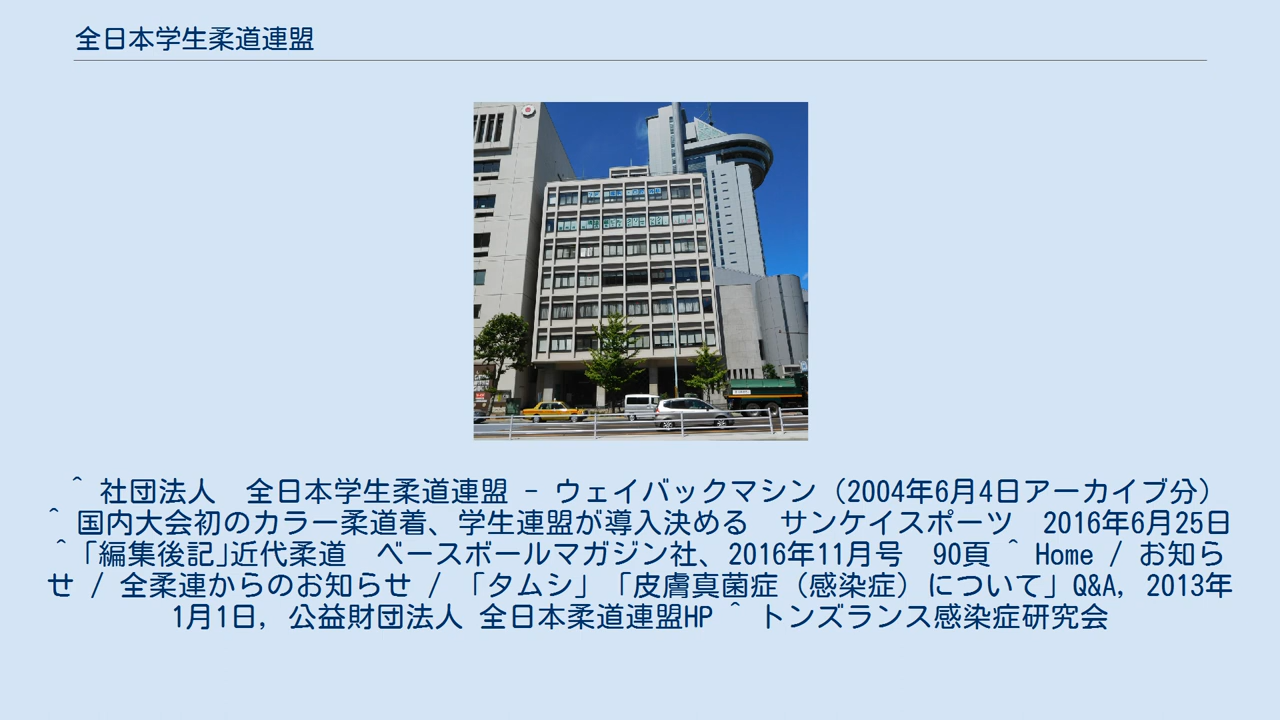 全日本学生柔道連盟
^ 社団法人　全日本学生柔道連盟 - ウェイバックマシン（2004年6月4日アーカイブ分）
^ 国内大会初のカラー柔道着、学生連盟が導入決める　サンケイスポーツ　2016年6月25日
^「編集後記｣近代柔道　ベースボールマガジン社、2016年11月号　90頁 ^ Home / お知ら
せ / 全柔連からのお知らせ / 「タムシ」「皮膚真菌症（感染症）について」Q&A, 2013年
1月1日, 公益財団法人 全日本柔道連盟HP ^ トンズランス感染症研究会